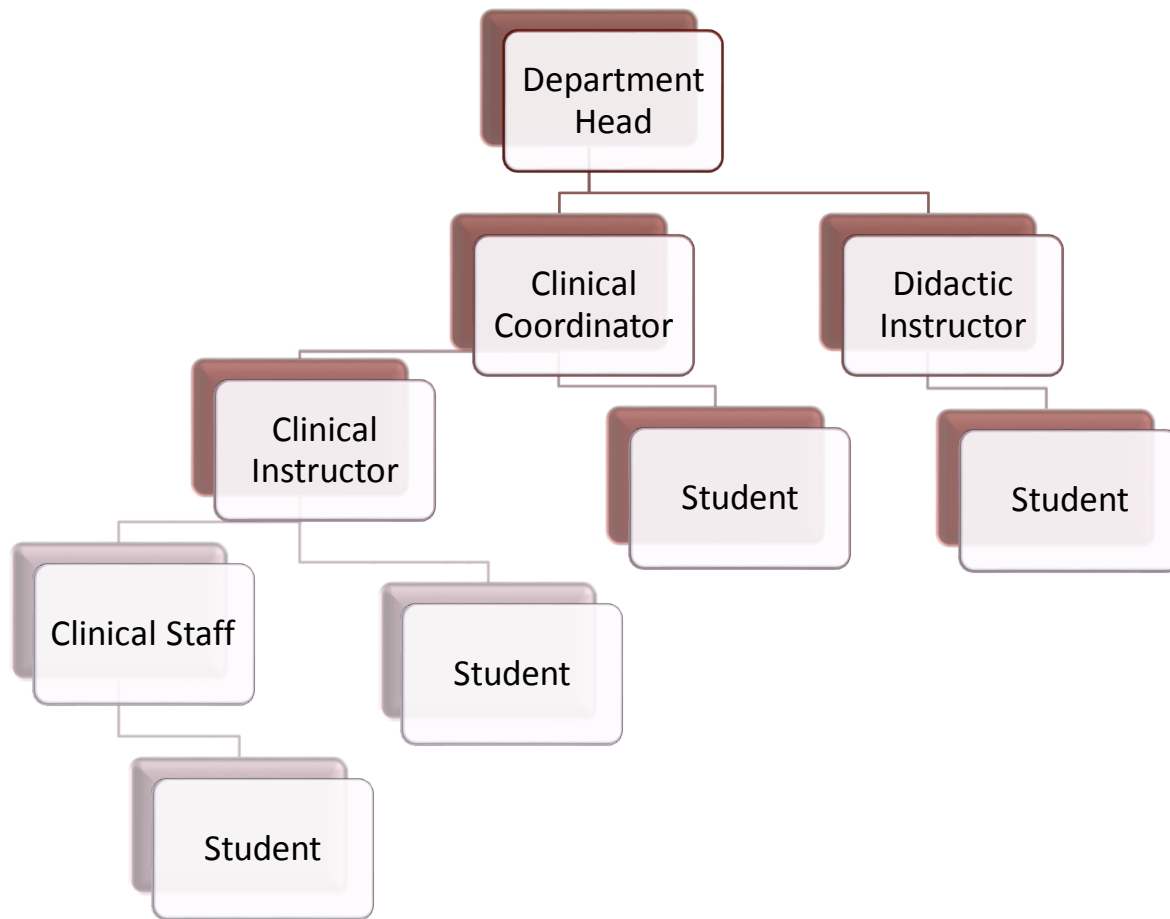 Department
Head
Clinical
Coordinator
Didactic
Instructor
Clinical
Instructor
Student
Student
Clinical Staff
Student
Student